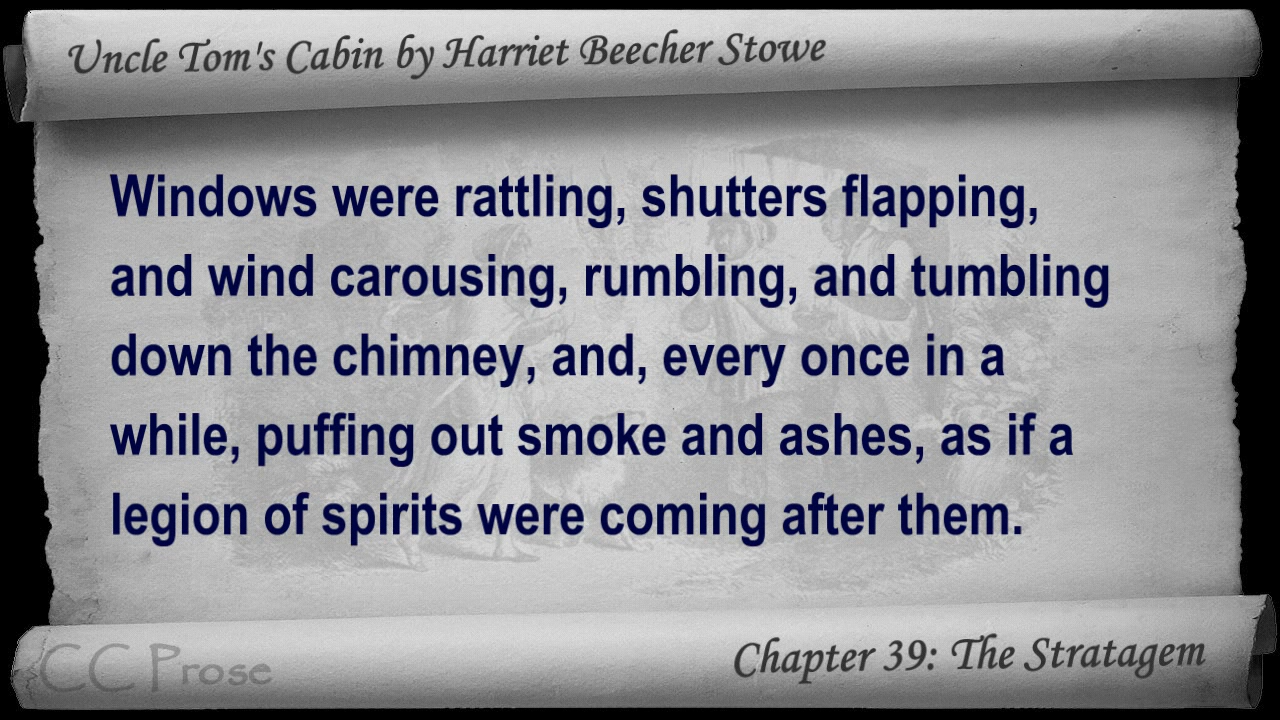 Uncle Tom's Cabin by Harriet Beecher Stowe
Windows were rattling, shutters flapping,
and wind carousing, rumbling, and tumbling
down the chimney, and, every once in a
while, puffing out smoke and ashes, as if a
legion of spirits were coming after them.
CC Prose
Chapter 39: The Stratagem